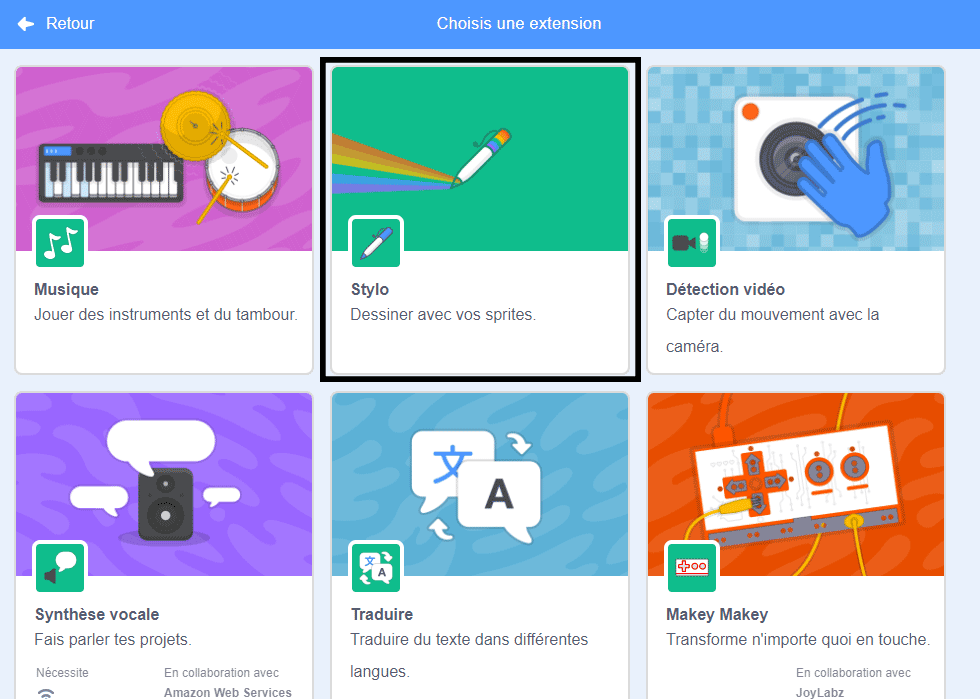 Retour
Choisis une extension
Musique
Jouer des instruments et du tambour.
Stylo
Dessiner avec vos sprites.
Détection vidéo
Capter du mouvement avec la
caméra.
文
A
文
A
Synthèse vocale
Fais parler tes projets.
Nécessite
En collaboration avec
Amazon Web Services
Traduire
Traduire du texte dans différentes
langues.
Makey Makey
Transforme n'importe quoi en touche.
En collaboration avec
JoyLabz